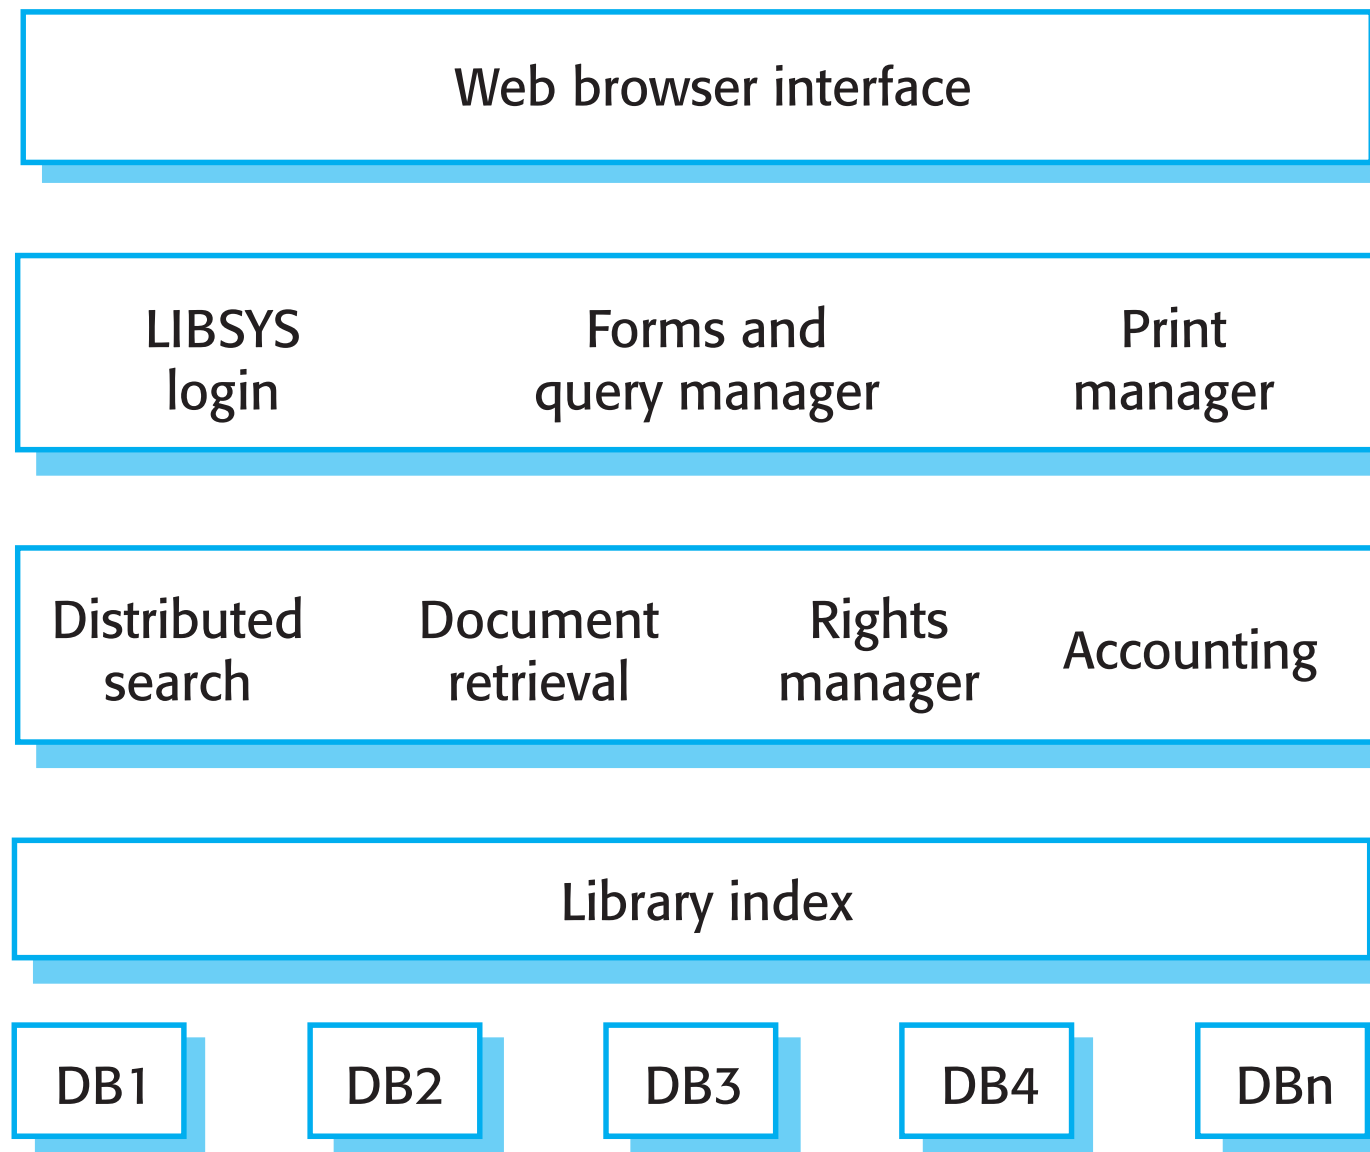 Web browser interface
LIBSYS
login
Forms and
query manager
Print
manager
Distributed
search
Document
retrieval
Rights
manager
Accounting
Library index
DB1
DB2
DB3
DB4
DBn